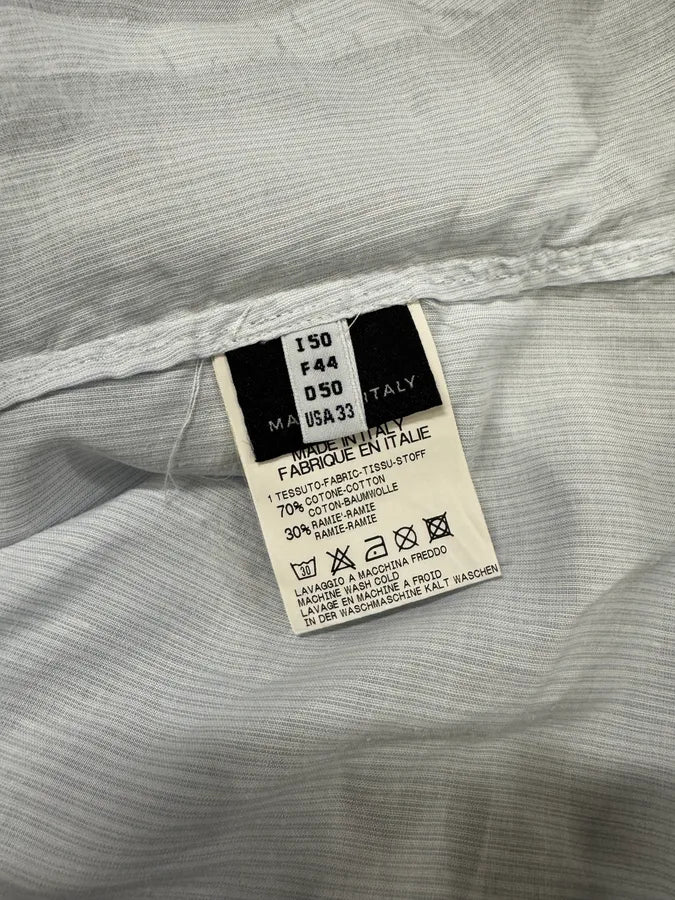 I 50
F 44
D 50
USA 33
MA ITALY
MADE IN ITALY
FABRIQUE EN ITALIE
1 TESSUTO-FABRIC-TISSU-STOFF
70% COTONE-COTTON
COTON-BAUMWOLLE
30% RAMIE'-RAMIE
RAMIE-RAMIE
30
LAVAGGIO A MACCHINA FREDDO
MACHINE WASH COLD
LAVAGE EN MACHINE A FROID
IN DER WASCHMASCHINE KALT WASCHEN